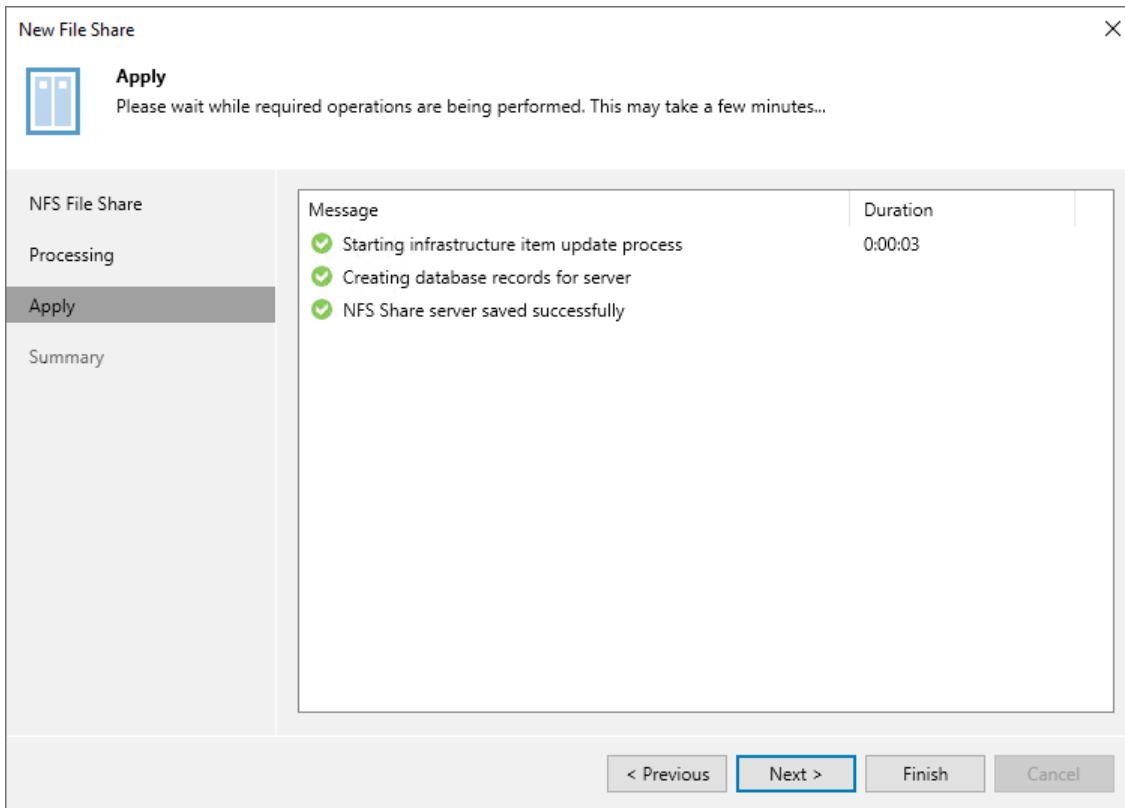 New File Share
Apply
Please wait while required operations are being performed. This may take a few minutes...
NFS File Share
Processing
Apply
Summary
Message Duration
Starting infrastructure item update process 0:00:03
Creating database records for server
NFS Share server saved successfully
< Previous Next > Finish Cancel